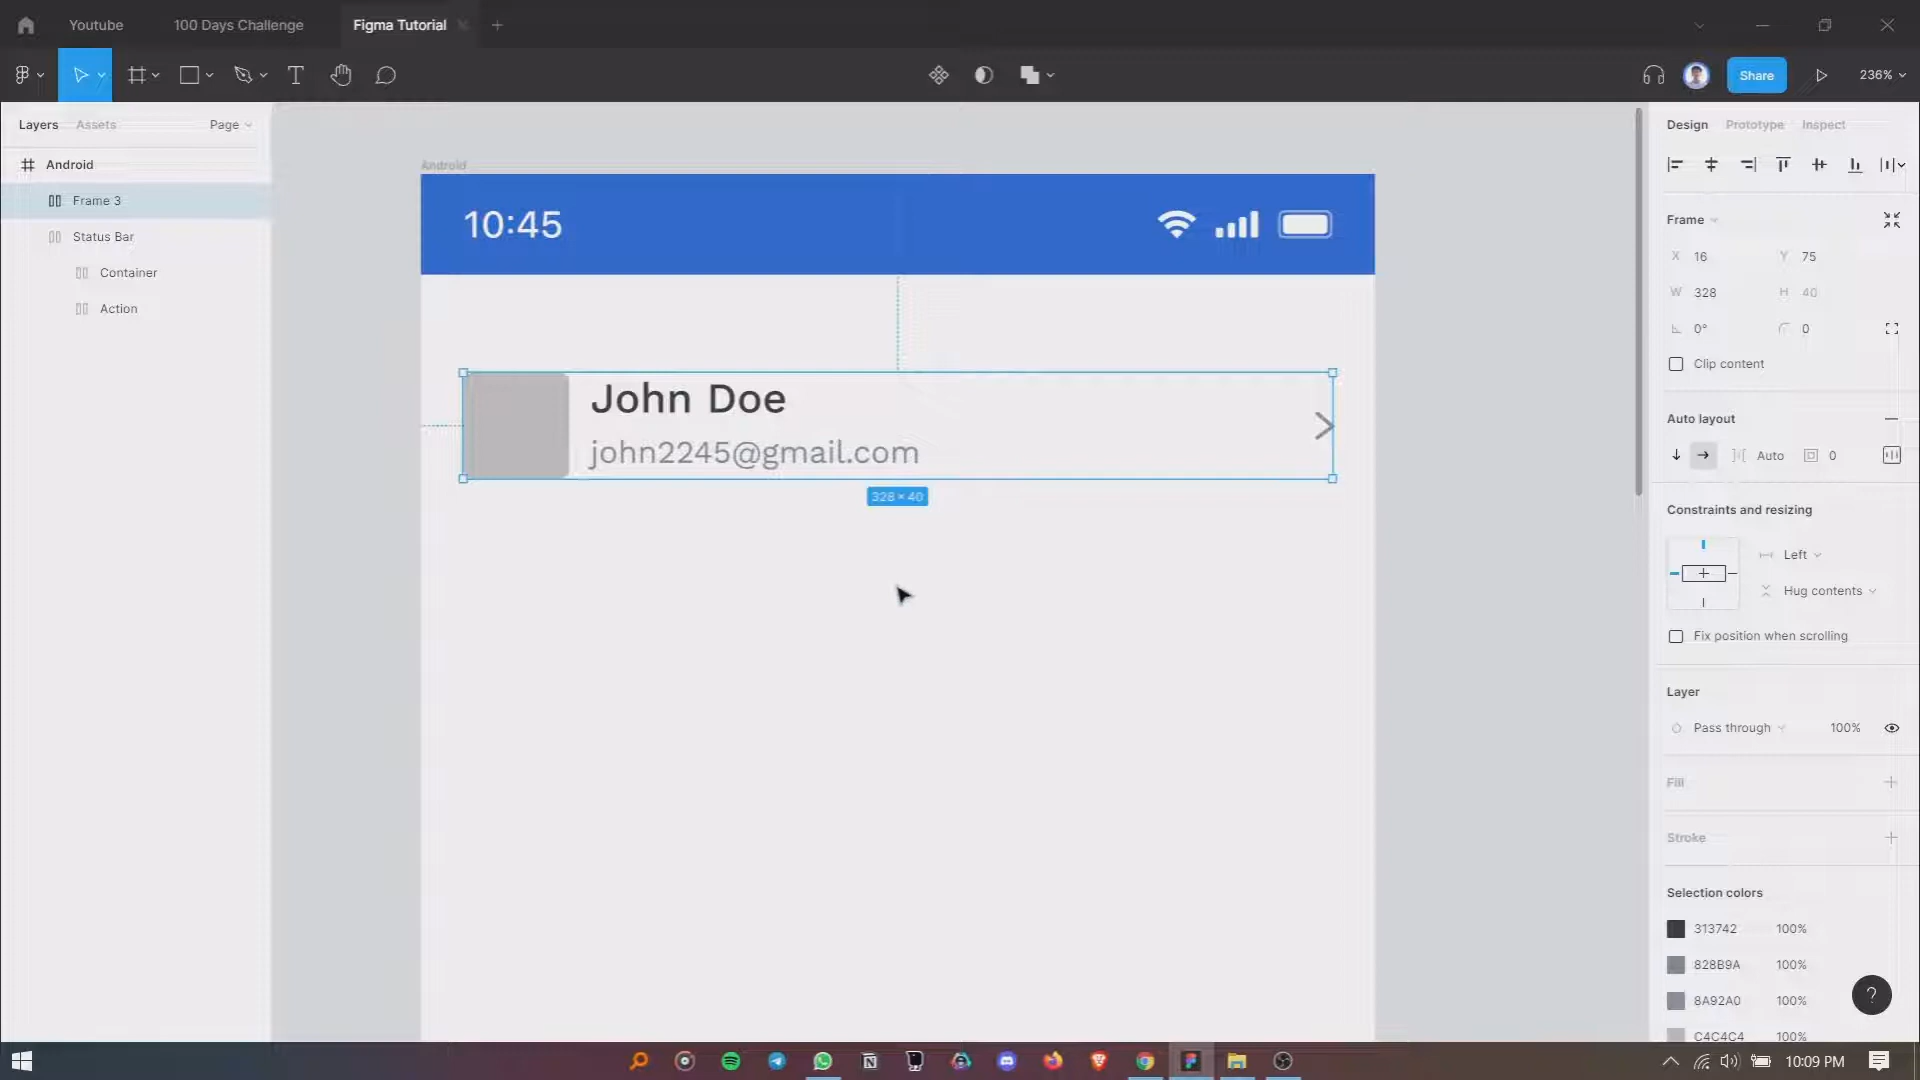 Youtube
100 Days Challenge
Figma Tutorial
Share
236%
Layers
Assets
Page
Android
Frame 3
Status Bar
Container
Action
Android
10:45
John Doe
john2245@gmail.com
328 × 40
Design
Prototype
Inspect
Frame
X 16
Y 75
W 328
H 40
0°
0
Clip content
Auto layout
Auto
0
Constraints and resizing
Left
Hug contents
Fix position when scrolling
Layer
Pass through
100%
Fill
Stroke
Selection colors
313742 100%
828B9A 100%
8A92A0 100%
C4C4C4 100%
?
10:09 PM